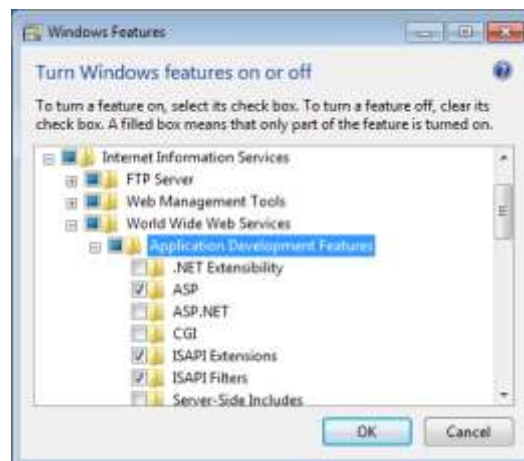 Windows Features
Turn Windows features on or off
To turn a feature on, select its check box. To turn a feature off, clear its
check box. A filled box means that only part of the feature is turned on.
Internet Information Services
FTP Server
Web Management Tools
World Wide Web Services
Application Development Features
.NET Extensibility
ASP
ASP.NET
CGI
ISAPI Extensions
ISAPI Filters
Server-Side Includes
OK Cancel